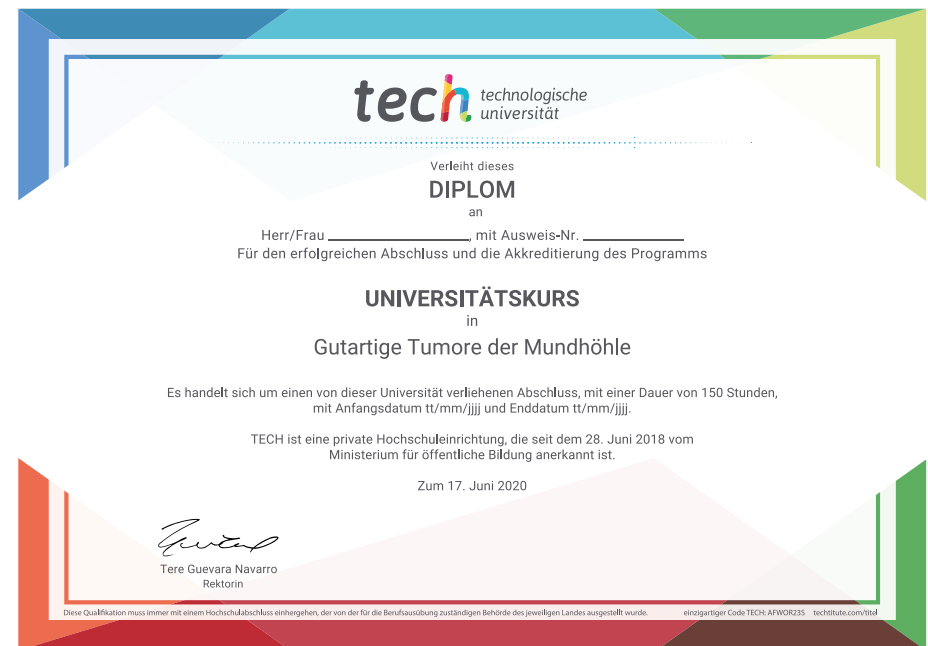 tech technologische
universität
Verleiht dieses
DIPLOM
an
Herr/Frau ____________________, mit Ausweis-Nr. ______________
Für den erfolgreichen Abschluss und die Akkreditierung des Programms
UNIVERSITÄTSKURS
in
Gutartige Tumore der Mundhöhle
Es handelt sich um einen von dieser Universität verliehenen Abschluss, mit einer Dauer von 150 Stunden,
mit Anfangsdatum tt/mm/jjjj und Enddatum tt/mm/jjjj.
TECH ist eine private Hochschuleinrichtung, die seit dem 28. Juni 2018 vom
Ministerium für öffentliche Bildung anerkannt ist.
Zum 17. Juni 2020
Tere Guevara Navarro
Rektorin
Diese Qualifikation muss immer mit einem Hochschulabschluss einhergehen, der von der für die Berufsausübung zuständigen Behörde des jeweiligen Landes ausgestellt wurde. einzigartiger Code TECH: AFWOR23S techtitute.com/titel